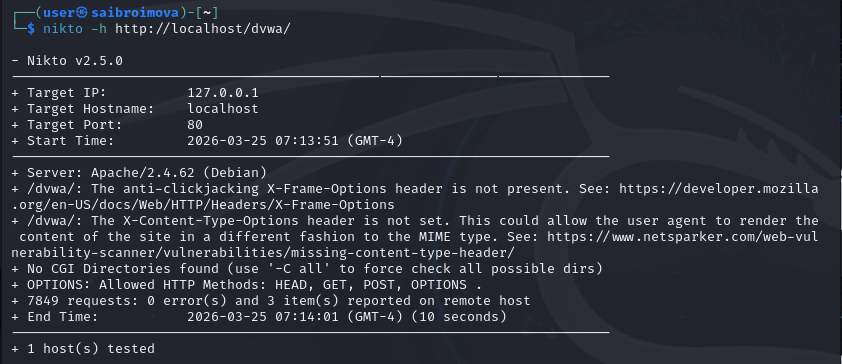 ┌──(user㉿saibroimova)-[~]
└─$ nikto -h http://localhost/dvwa/
- Nikto v2.5.0
+ Target IP: 127.0.0.1
+ Target Hostname: localhost
+ Target Port: 80
+ Start Time: 2026-03-25 07:13:51 (GMT-4)
+ Server: Apache/2.4.62 (Debian)
+ /dvwa/: The anti-clickjacking X-Frame-Options header is not present. See: https://developer.mozilla
.org/en-US/docs/Web/HTTP/Headers/X-Frame-Options
+ /dvwa/: The X-Content-Type-Options header is not set. This could allow the user agent to render the
 content of the site in a different fashion to the MIME type. See: https://www.netsparker.com/web-vul
nerability-scanner/vulnerabilities/missing-content-type-header/
+ No CGI Directories found (use '-C all' to force check all possible dirs)
+ OPTIONS: Allowed HTTP Methods: HEAD, GET, POST, OPTIONS .
+ 7849 requests: 0 error(s) and 3 item(s) reported on remote host
+ End Time: 2026-03-25 07:14:01 (GMT-4) (10 seconds)
+ 1 host(s) tested